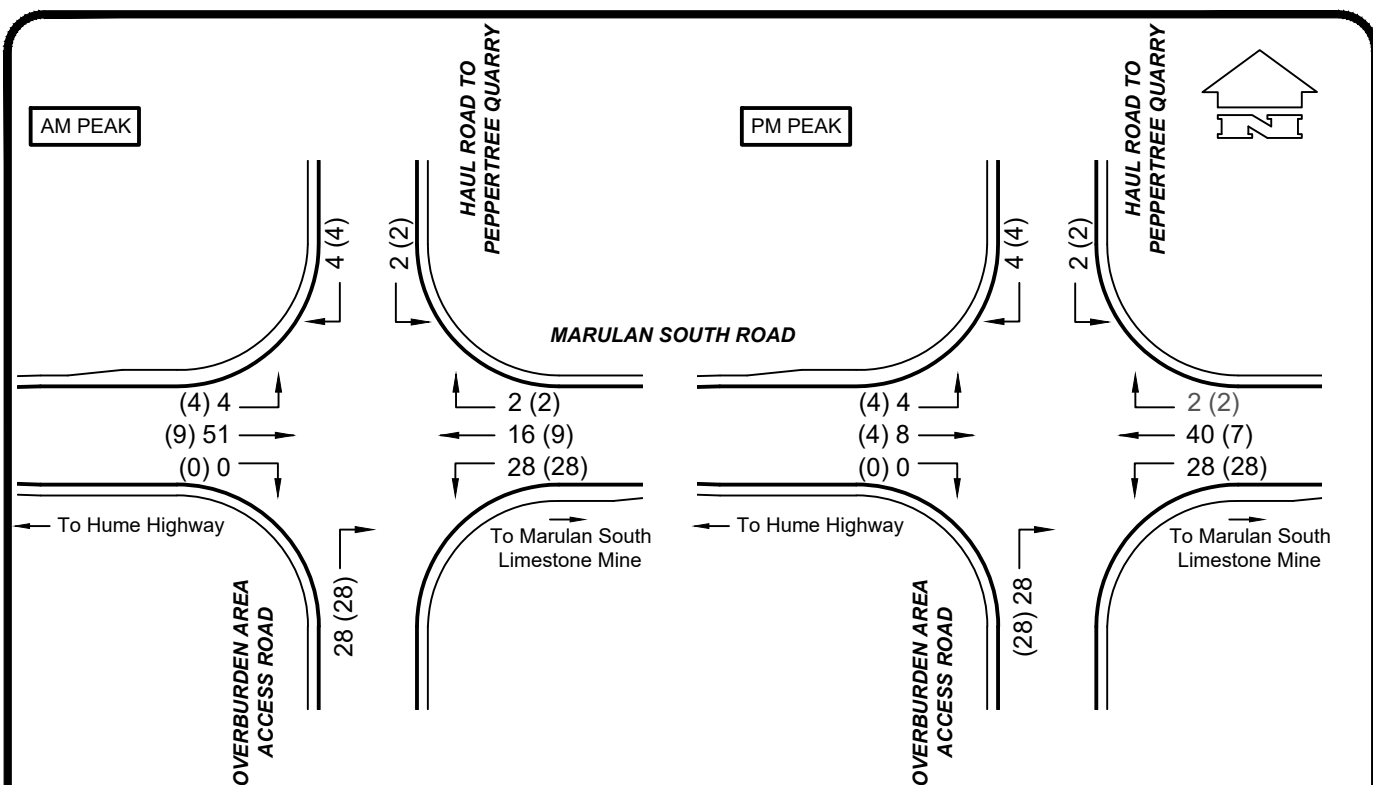 AM PEAK
HAUL ROAD TO
PEPPERTREE QUARRY
4 (4)
2 (2)
MARULAN SOUTH ROAD
(4) 4
(9) 51
(0) 0
2 (2)
16 (9)
28 (28)
To Hume Highway
To Marulan South
Limestone Mine
28 (28)
OVERBURDEN AREA
ACCESS ROAD
PM PEAK
HAUL ROAD TO
PEPPERTREE QUARRY
N
4 (4)
2 (2)
(4) 4
(4) 8
(0) 0
2 (2)
40 (7)
28 (28)
To Hume Highway
To Marulan South
Limestone Mine
(28) 28
OVERBURDEN AREA
ACCESS ROAD